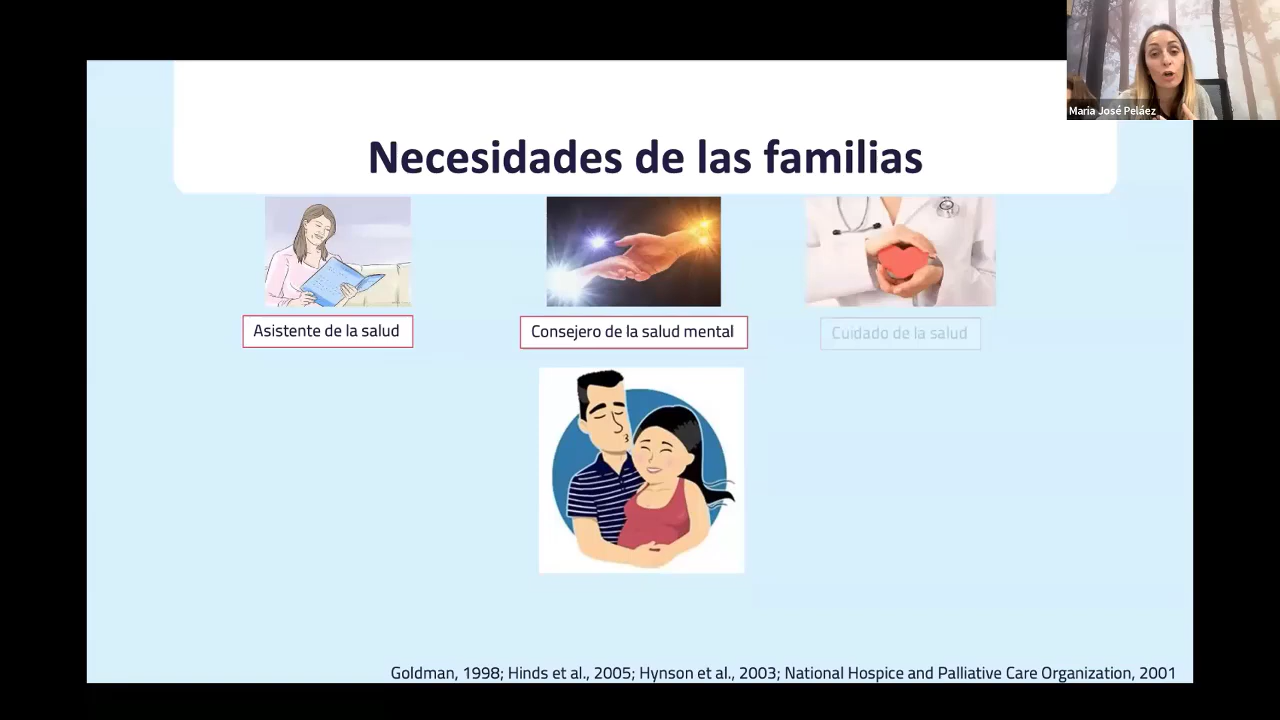 Maria José Peláez
Necesidades de las familias
Asistente de la salud
Consejero de la salud mental
Cuidado de la salud
Goldman, 1998; Hinds et al., 2005; Hynson et al., 2003; National Hospice and Palliative Care Organization, 2001